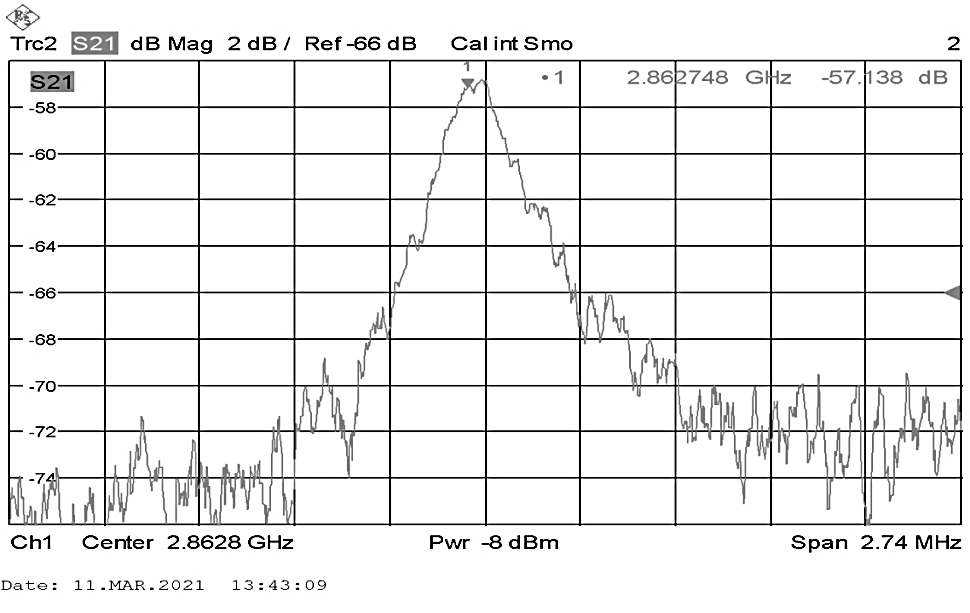 R&S
Trc2 S21 dB Mag 2 dB / Ref -66 dB Cal int Smo 2
1
S21 •1 2.862748 GHz -57.138 dB
-58
-60
-62
-64
-66
-68
-70
-72
-74
Ch1 Center 2.8628 GHz Pwr -8 dBm Span 2.74 MHz
Date: 11.MAR.2021 13:43:09